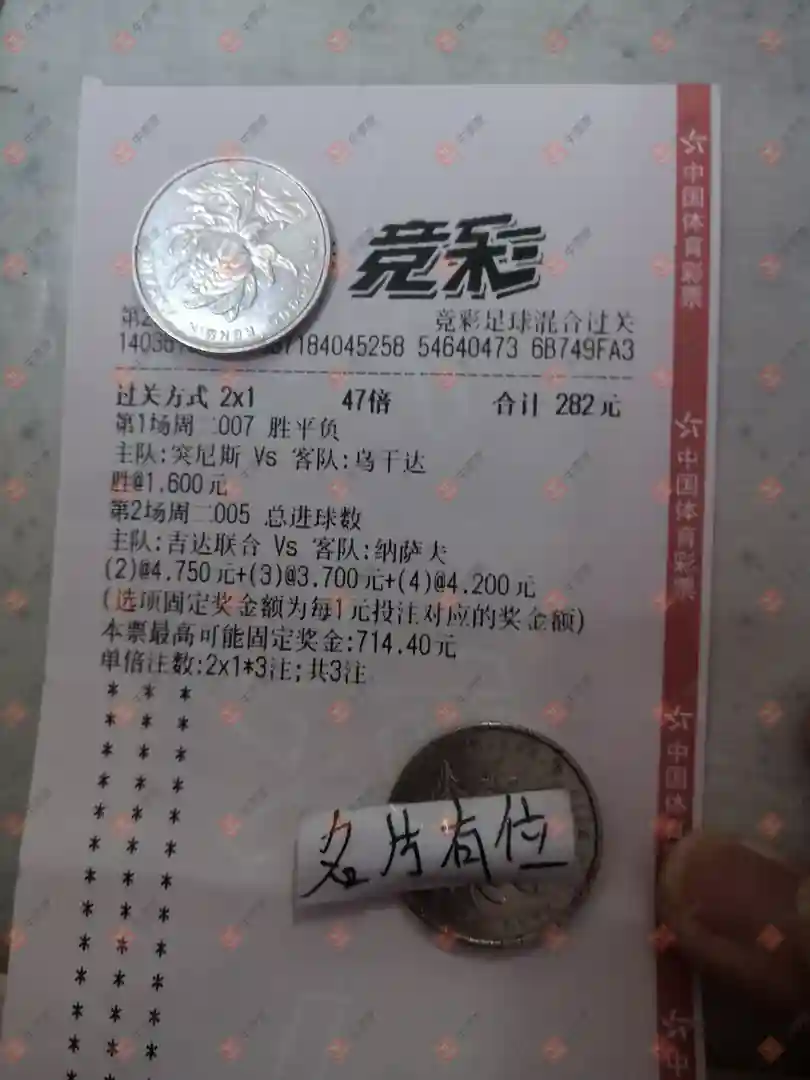 竞彩
第2 竞彩足球混合过关
14035 7184045258 54640473 6B749FA3
过关方式 2x1 47倍 合计 282元
第1场周二007 胜平负
主队:突尼斯 Vs 客队:乌干达
胜@1.600元
第2场周二005 总进球数
主队:吉达联合 Vs 客队:纳萨夫
(2)@4.750元+(3)@3.700元+(4)@4.200元
(选项固定奖金额为每1元投注对应的奖金额)
本票最高可能固定奖金:714.40元
单倍注数:2x1*3注;共3注
名片有位
中国体育彩票
中国体育彩票
中国体
中